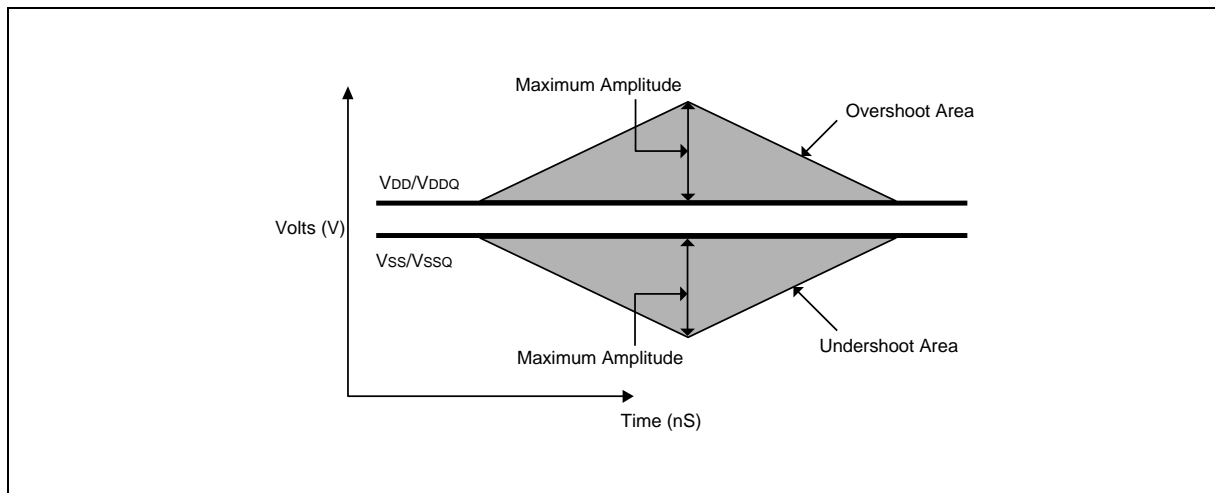 Maximum Amplitude
Overshoot Area
VDD/VDDQ
Volts (V)
VSS/VSSQ
Maximum Amplitude
Undershoot Area
Time (nS)